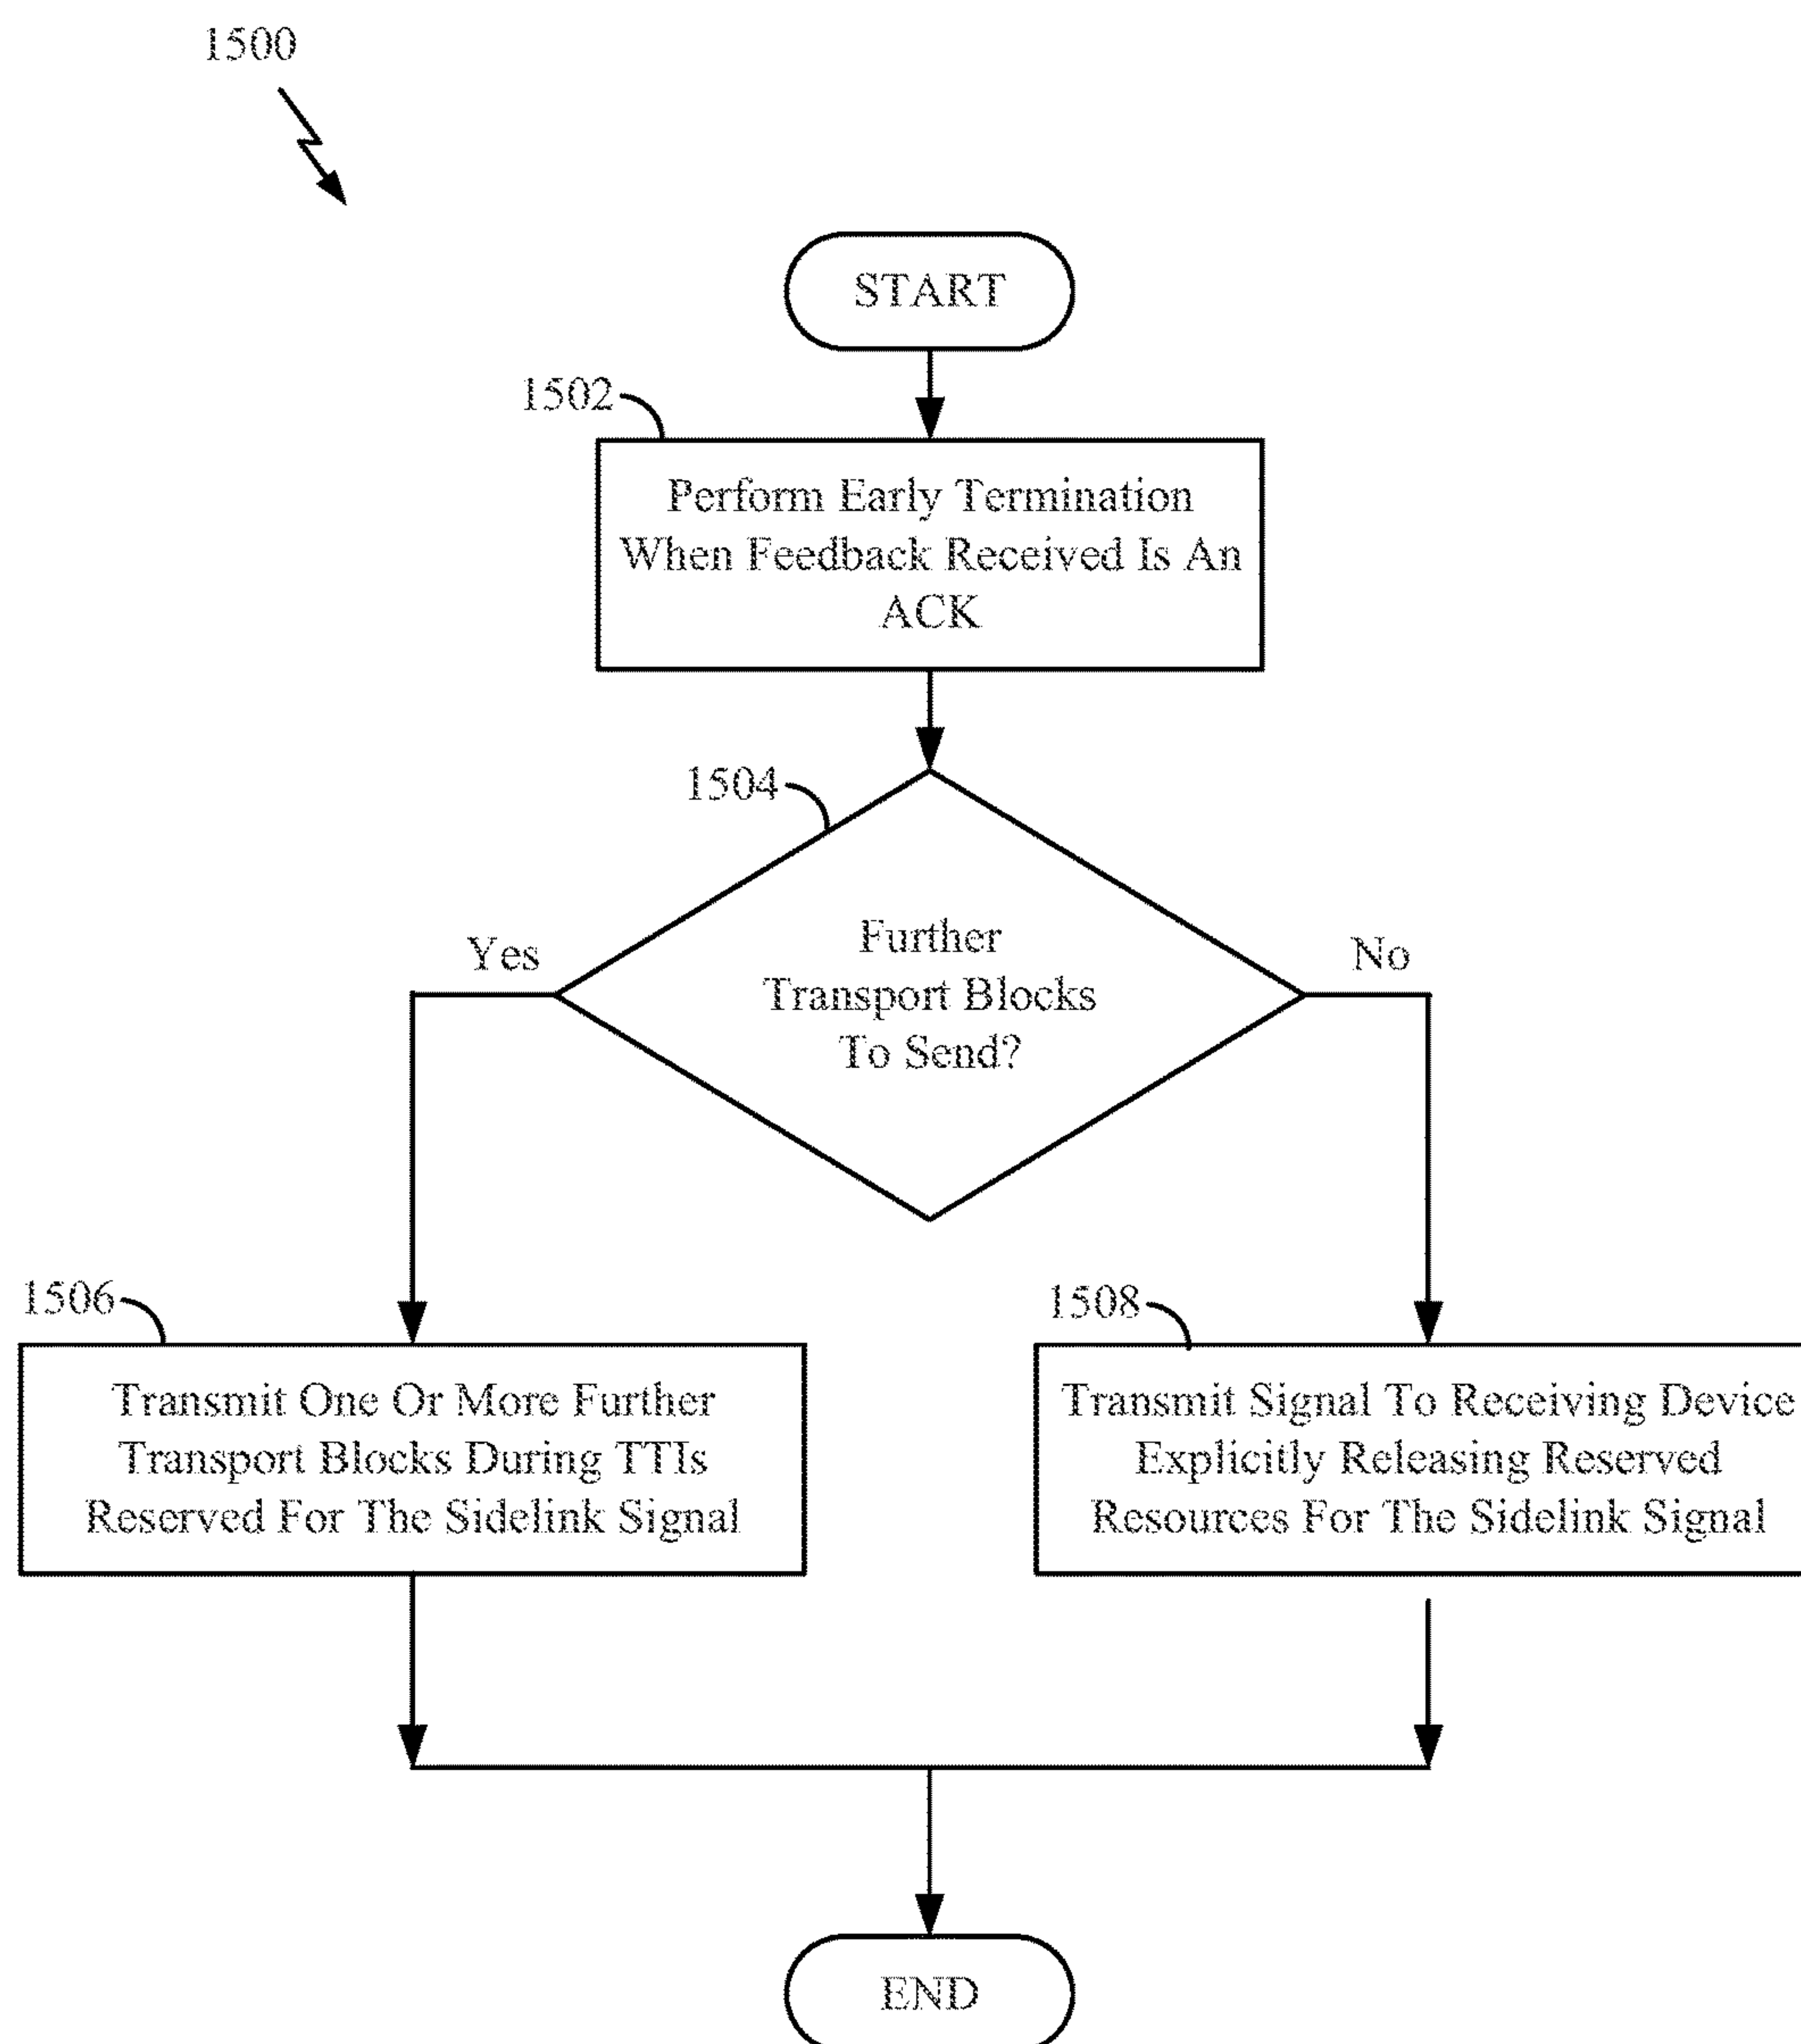 1500
START
1502
Perform Early Termination
When Feedback Received Is An
ACK
1504
Further
Transport Blocks
To Send?
Yes
No
1506
Transmit One Or More Further
Transport Blocks During TTIs
Reserved For The Sidelink Signal
1508
Transmit Signal To Receiving Device
Explicitly Releasing Reserved
Resources For The Sidelink Signal
END